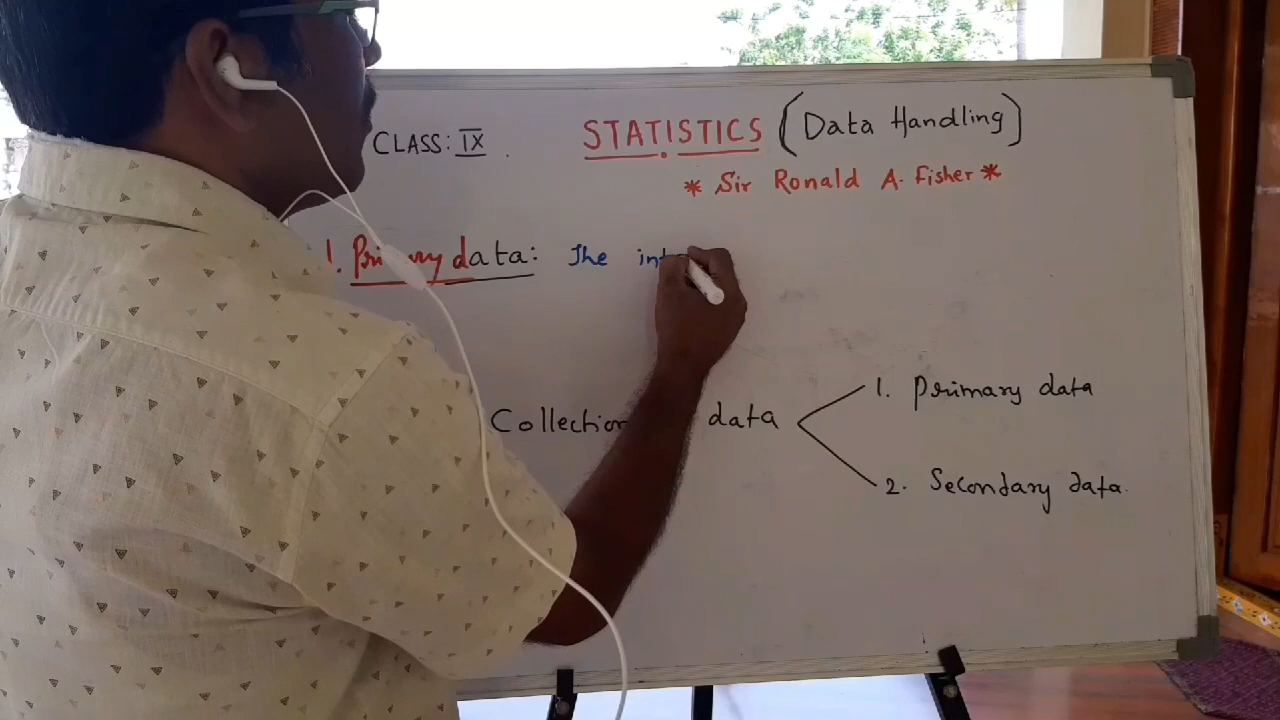 CLASS: IX . STATISTICS (Data Handling)
* Sir Ronald A. Fisher *
1. Primary data: The
Collection data
1. Primary data
2. Secondary data.